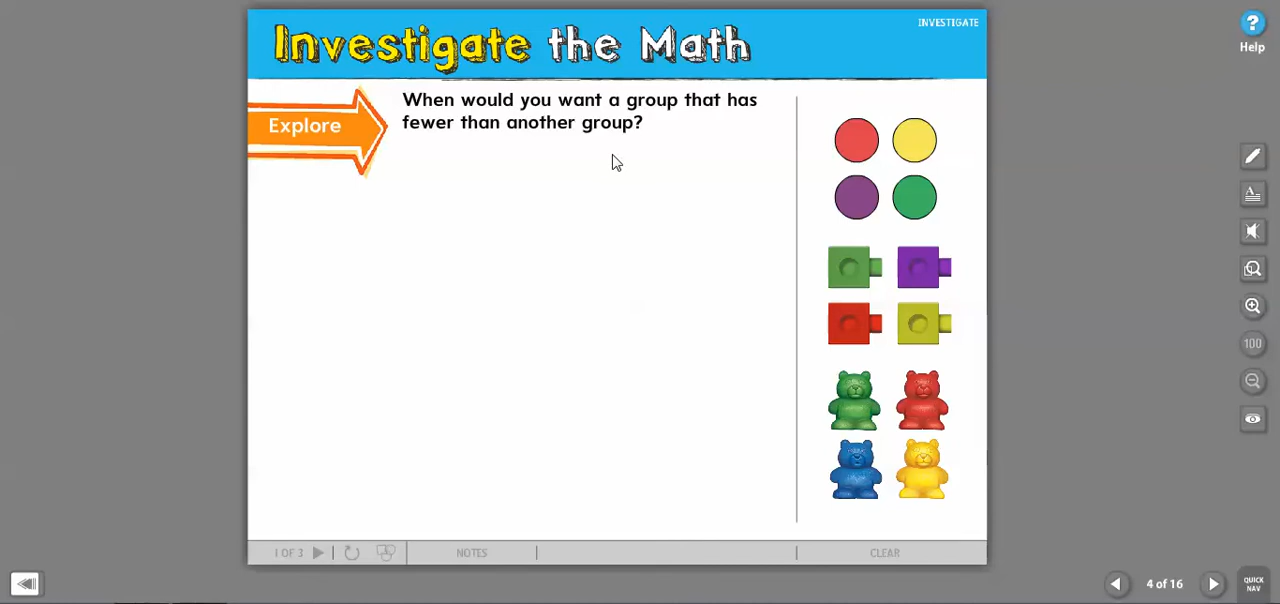 INVESTIGATE
Investigate the Math
Help
Explore
When would you want a group that has
fewer than another group?
100
1 OF 3
NOTES
CLEAR
4 of 16
QUICK
NAV